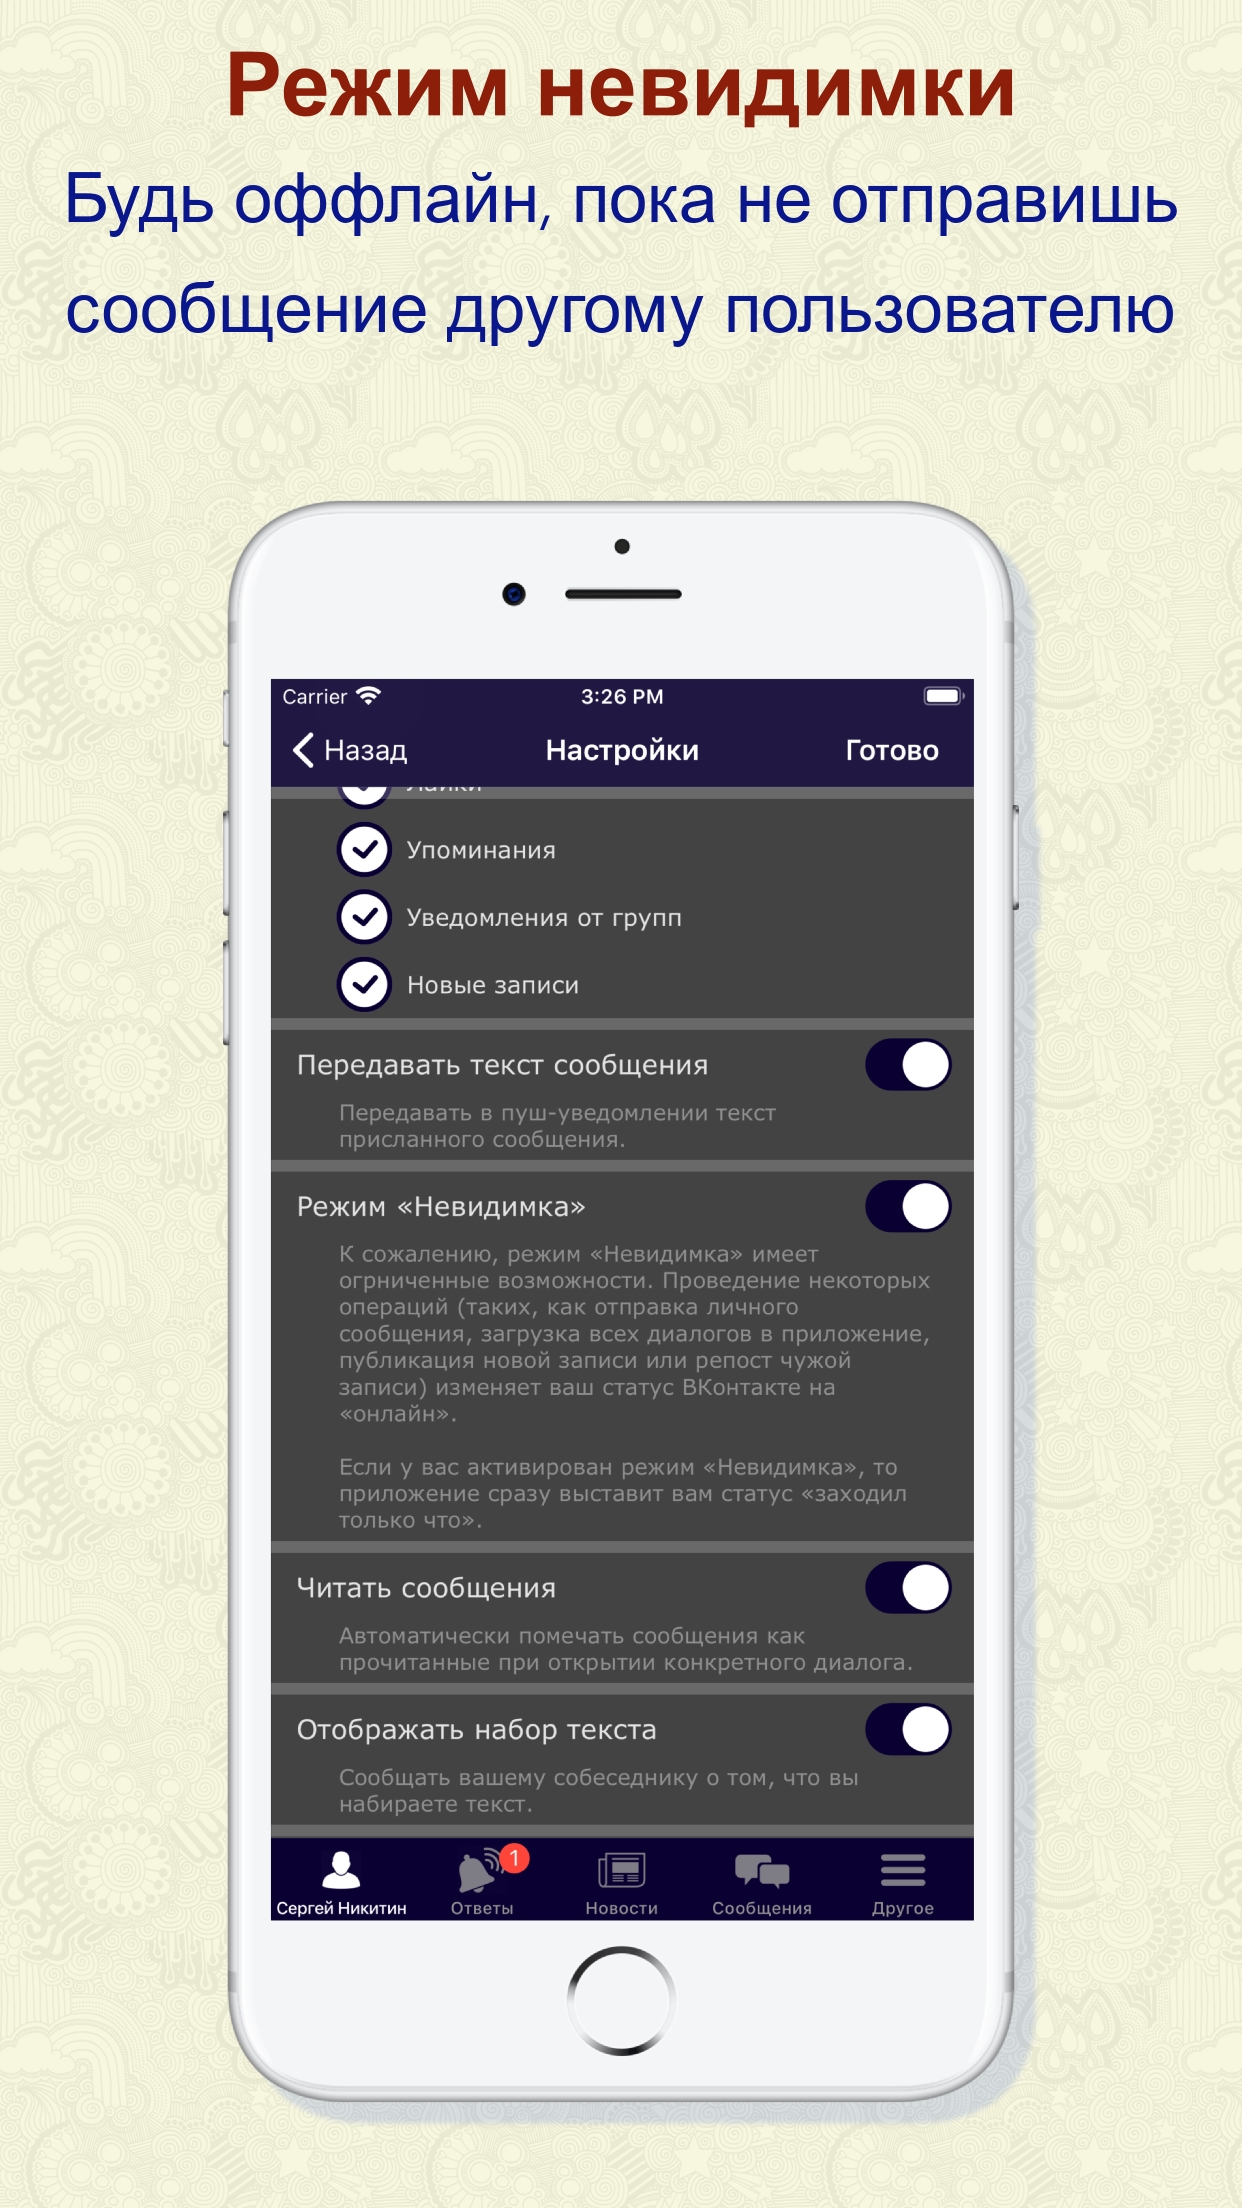 Режим невидимки
Будь оффлайн, пока не отправишь
сообщение другому пользователю
Carrier
3:26 PM
Назад
Настройки
Готово
Лайки
Упоминания
Уведомления от групп
Новые записи
Передавать текст сообщения
Передавать в пуш-уведомлении текст
присланного сообщения.
Режим «Невидимка»
К сожалению, режим «Невидимка» имеет
огрниченные возможности. Проведение некоторых
операций (таких, как отправка личного
сообщения, загрузка всех диалогов в приложение,
публикация новой записи или репост чужой
записи) изменяет ваш статус ВКонтакте на
«онлайн».
Если у вас активирован режим «Невидимка», то
приложение сразу выставит вам статус «заходил
только что».
Читать сообщения
Автоматически помечать сообщения как
прочитанные при открытии конкретного диалога.
Отображать набор текста
Сообщать вашему собеседнику о том, что вы
набираете текст.
1
Сергей Никитин
Ответы
Новости
Сообщения
Другое